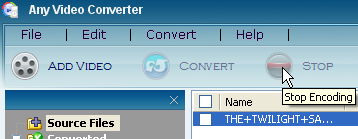 Any Video Converter
File | Edit | Convert | Help |
ADD VIDEO CONVERT STOP
Stop Encoding
Source Files Name
THE+TWILIGHT+SA...
Converted